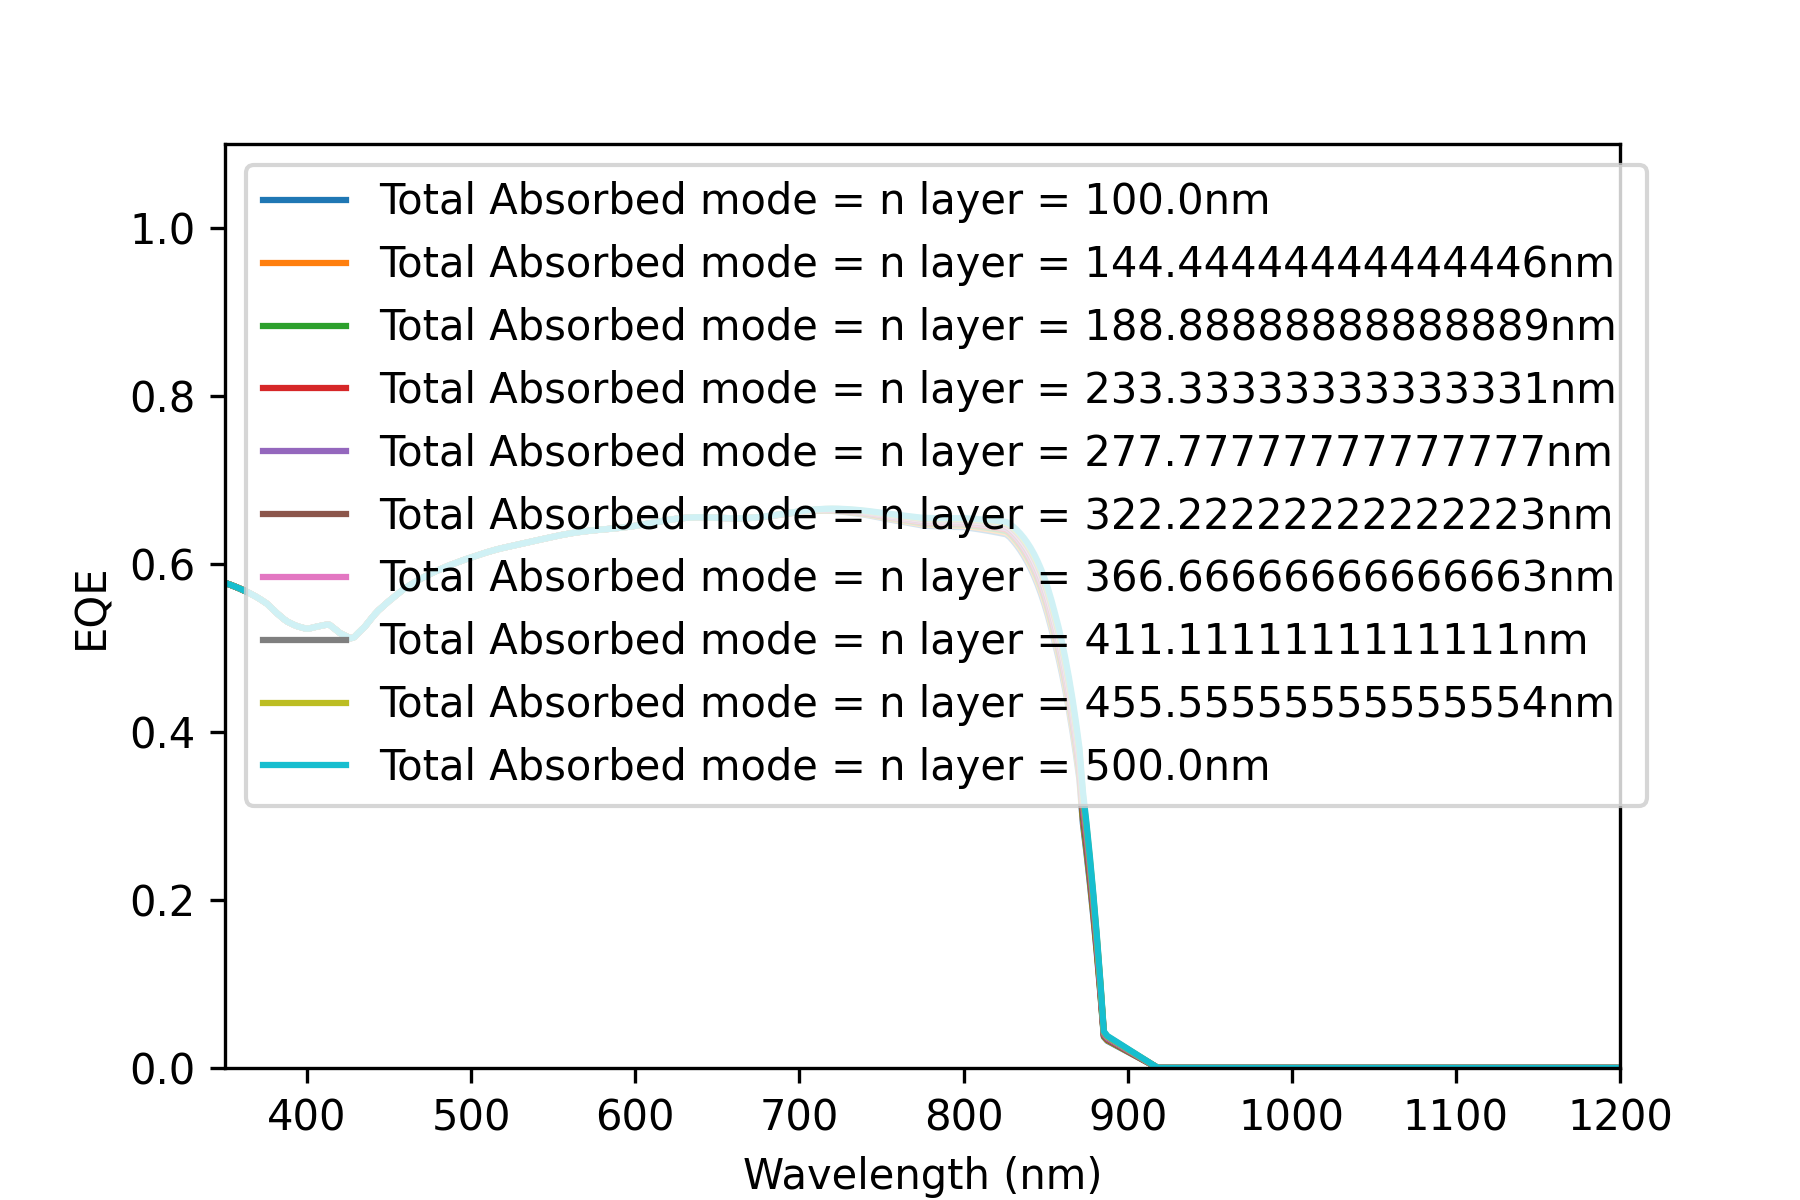 Total Absorbed mode = n layer = 100.0nm
Total Absorbed mode = n layer = 144.44444444444446nm
Total Absorbed mode = n layer = 188.88888888888889nm
Total Absorbed mode = n layer = 233.33333333333331nm
Total Absorbed mode = n layer = 277.77777777777777nm
Total Absorbed mode = n layer = 322.22222222222223nm
Total Absorbed mode = n layer = 366.66666666666663nm
Total Absorbed mode = n layer = 411.1111111111111nm
Total Absorbed mode = n layer = 455.55555555555554nm
Total Absorbed mode = n layer = 500.0nm
EQE
1.0
0.8
0.6
0.4
0.2
0.0
400 500 600 700 800 900 1000 1100 1200
Wavelength (nm)